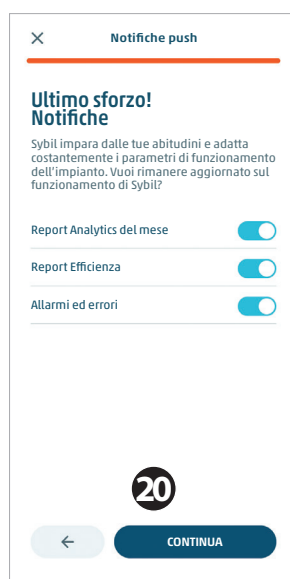 Notifiche push
Ultimo sforzo!
Notifiche
Sybil impara dalle tue abitudini e adatta
costantemente i parametri di funzionamento
dell'impianto. Vuoi rimanere aggiornato sul
funzionamento di Sybil?
Report Analytics del mese
Report Efficienza
Allarmi ed errori
20
CONTINUA